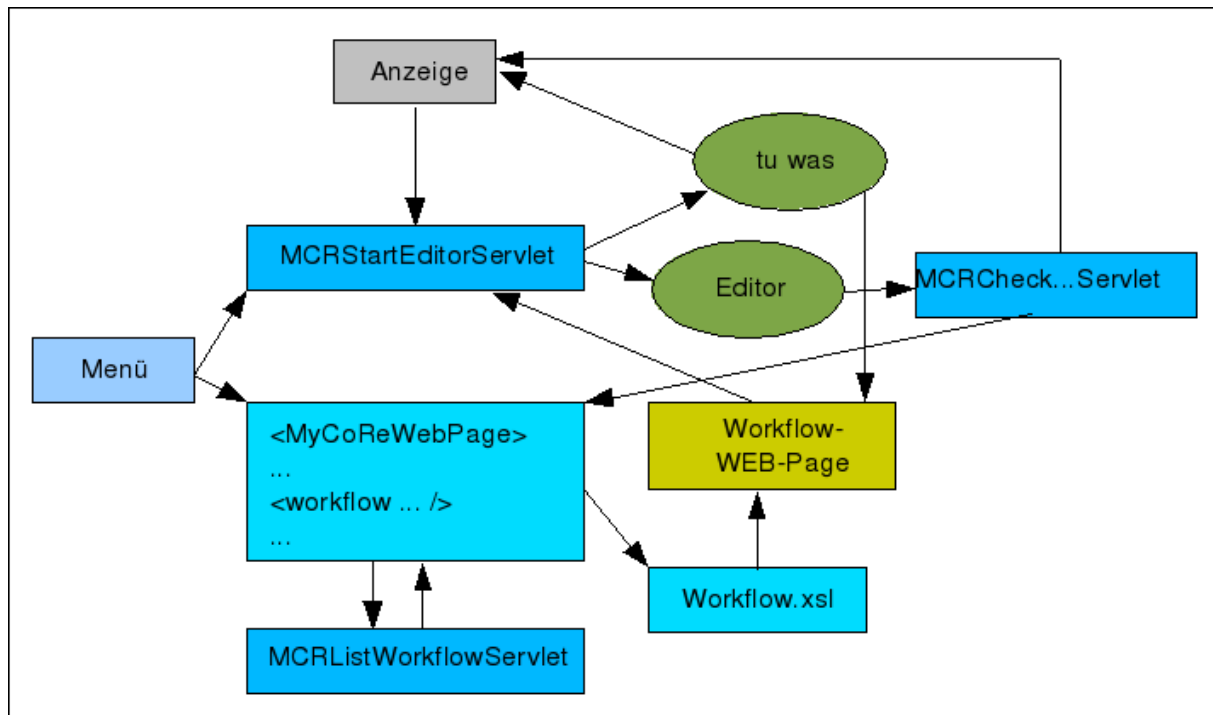 Anzeige
tu was
MCRStartEditorServlet
Editor
MCRCheck...Servlet
Menü
<MyCoReWebPage>
...
<workflow ... />
...
Workflow-
WEB-Page
Workflow.xsl
MCRListWorkflowServlet